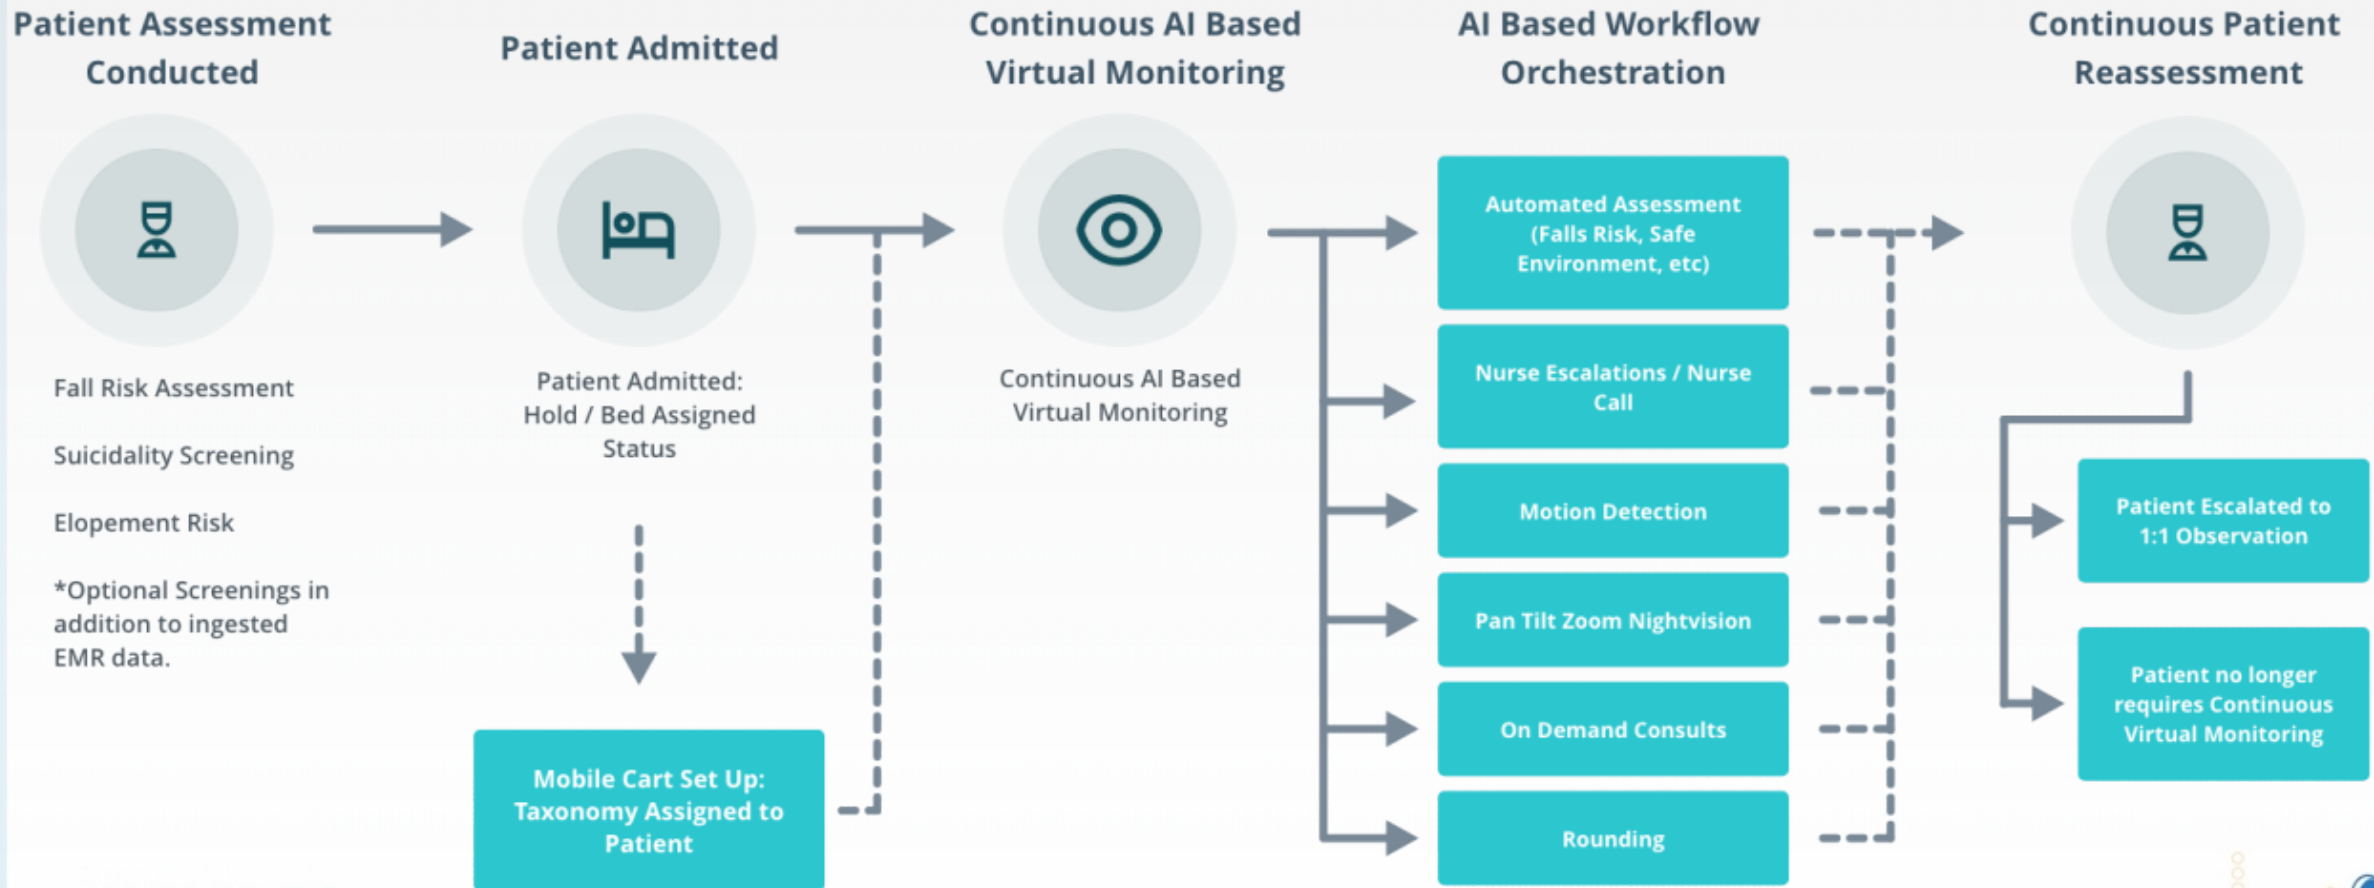 Patient Assessment
Conducted
Patient Admitted
Continuous AI Based
Virtual Monitoring
AI Based Workflow
Orchestration
Continuous Patient
Reassessment
Fall Risk Assessment
Suicidality Screening
Elopement Risk
*Optional Screenings in
addition to ingested
EMR data.
Patient Admitted:
Hold / Bed Assigned
Status
Mobile Cart Set Up:
Taxonomy Assigned to
Patient
Continuous AI Based
Virtual Monitoring
Automated Assessment
(Falls Risk, Safe
Environment, etc)
Nurse Escalations / Nurse
Call
Motion Detection
Pan Tilt Zoom Nightvision
On Demand Consults
Rounding
Patient Escalated to
1:1 Observation
Patient no longer
requires Continuous
Virtual Monitoring